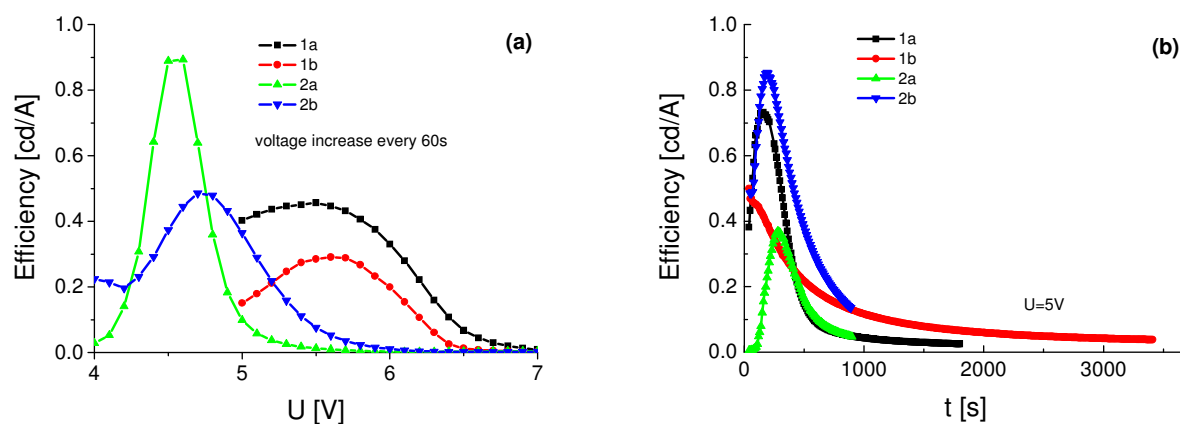 (a)
1a
1b
2a
2b
voltage increase every 60s
Efficiency [cd/A]
1.0
0.8
0.6
0.4
0.2
0.0
4
5
6
7
U [V]
(b)
1a
1b
2a
2b
U=5V
Efficiency [cd/A]
1.0
0.8
0.6
0.4
0.2
0.0
0
1000
2000
3000
t [s]